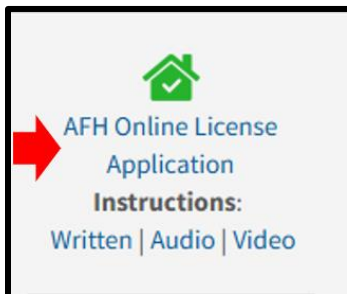 AFH Online License
Application
Instructions:
Written | Audio | Video